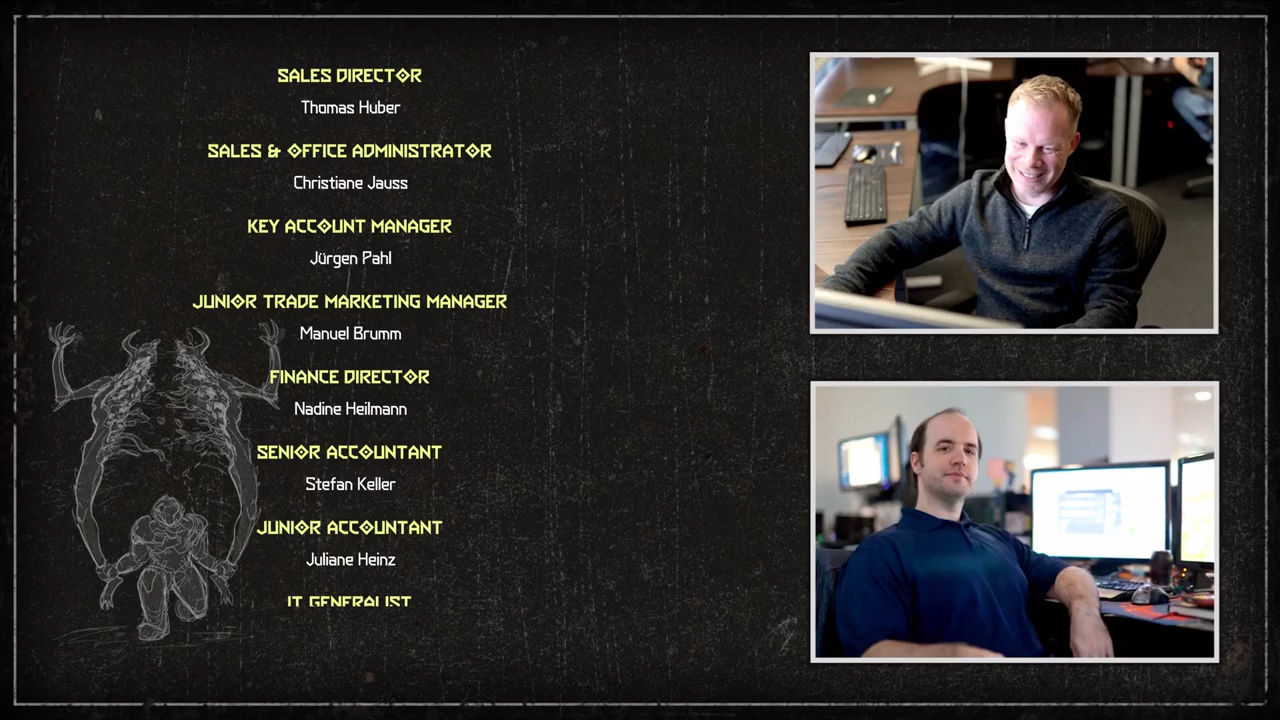 SALES DIRECTOR
Thomas Huber
SALES & OFFICE ADMINISTRATOR
Christiane Jauss
KEY ACCOUNT MANAGER
Jürgen Pahl
JUNIOR TRADE MARKETING MANAGER
Manuel Brumm
FINANCE DIRECTOR
Nadine Heilmann
SENIOR ACCOUNTANT
Stefan Keller
JUNIOR ACCOUNTANT
Juliane Heinz
IT GENERALIST